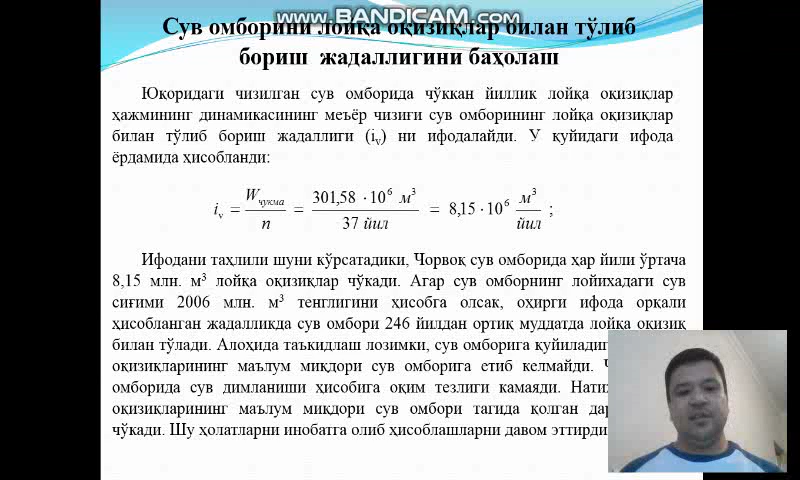 www.BANDICAM.com
Сув омборини лойқа оқизиқлар билан тўлиб
бориш жадаллигини баҳолаш
Юқоридаги чизилган сув омборида чўккан йиллик лойқа оқизиқлар
ҳажмининг динамикасининг меъёр чизиғи сув омборининг лойқа оқизиқлар
билан тўлиб бориш жадаллиги (iᵥ) ни ифодалайди. У қуйидаги ифода
ёрдамида ҳисобланди:
iᵥ = Wчукма / n = 301,58 · 10⁶ м³ / 37 йил = 8,15 · 10⁶ м³ / йил ;
Ифодани таҳлили шуни кўрсатадики, Чорвоқ сув омборида ҳар йили ўртача
8,15 млн. м³ лойқа оқизиқлар чўкади. Агар сув омборнинг лойихадаги сув
сиғими 2006 млн. м³ тенглигини ҳисобга олсак, охирги ифода орқали
ҳисобланган жадалликда сув омбори 246 йилдан ортиқ муддатда лойқа оқизиқ
билан тўлади. Алоҳида таъкидлаш лозимки, сув омборига қуйиладиг
оқизиқларининг маълум миқдори сув омборига етиб келмайди.
омборида сув димланиши ҳисобига оқим тезлиги камаяди.
оқизиқларининг маълум миқдори сув омбори тагида қолган
чўкади. Шу ҳолатларни инобатга олиб ҳисоблашларни давом эттирди